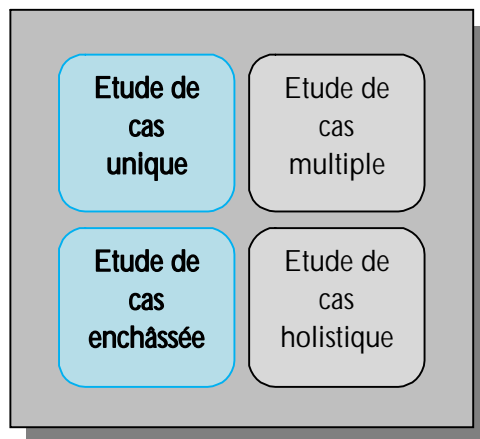 Etude de
cas
unique
Etude de
cas
multiple
Etude de
cas
enchâssée
Etude de
cas
holistique